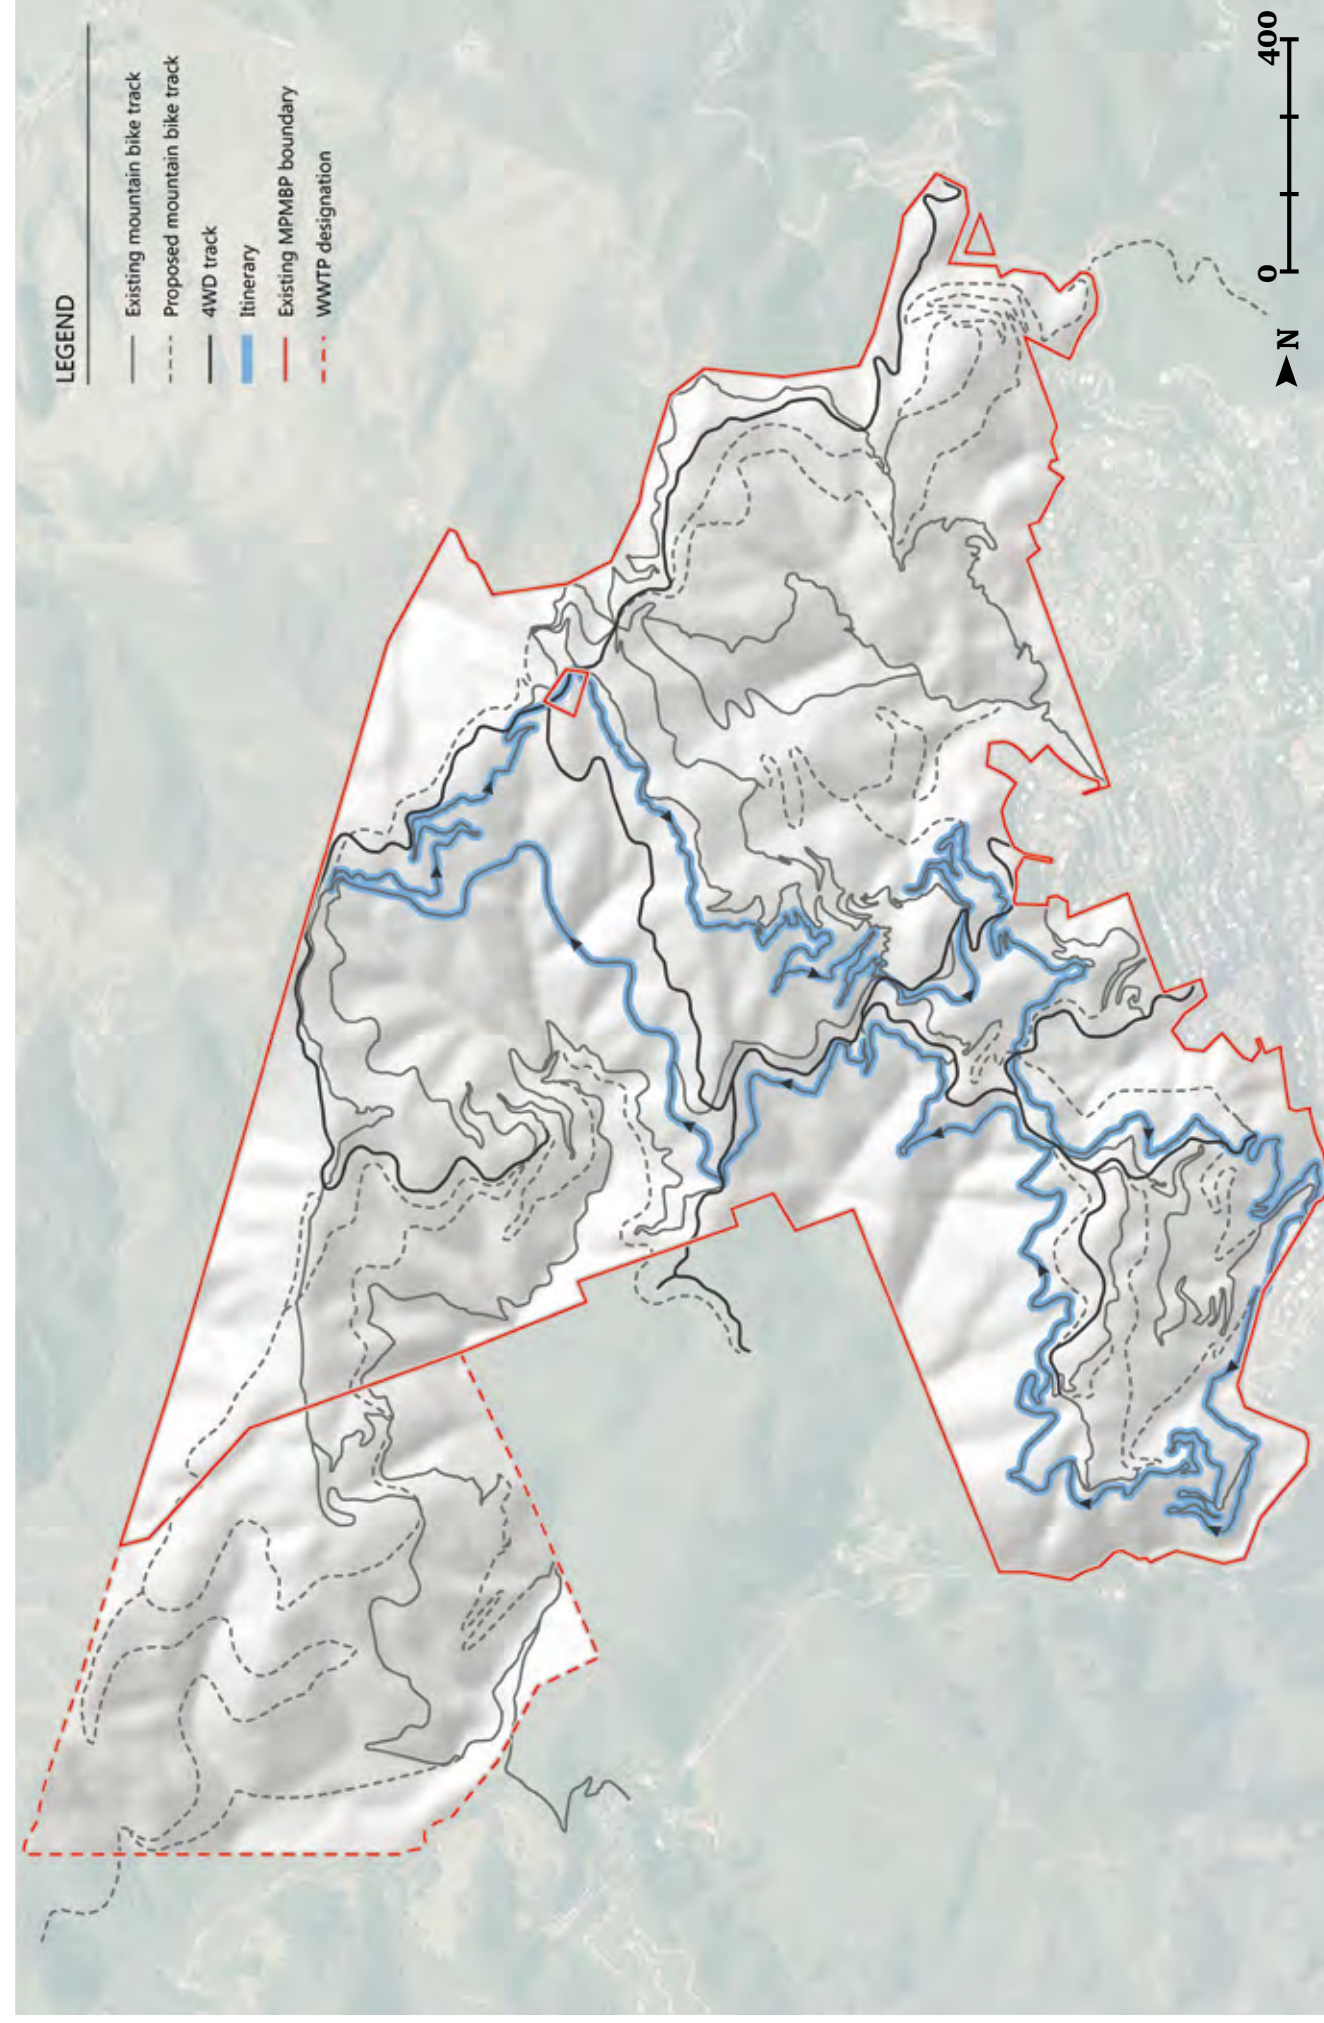 LEGEND
Existing mountain bike track
Proposed mountain bike track
4WD track
Itinerary
Existing MPMBP boundary
WWTP designation
N
0 400